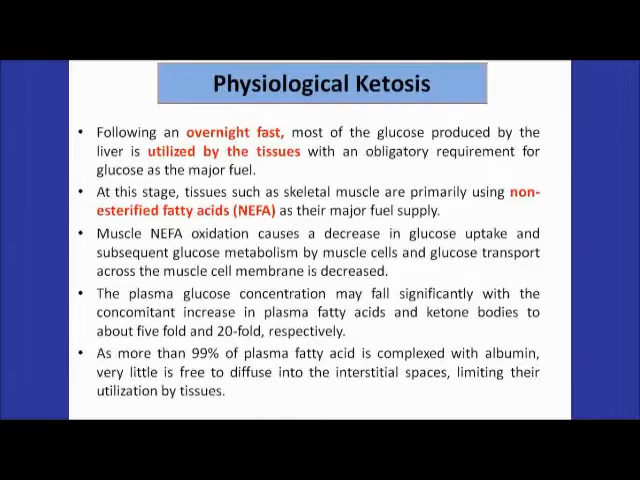 Physiological Ketosis
• Following an overnight fast, most of the glucose produced by the
liver is utilized by the tissues with an obligatory requirement for
glucose as the major fuel.
• At this stage, tissues such as skeletal muscle are primarily using non-
esterified fatty acids (NEFA) as their major fuel supply.
• Muscle NEFA oxidation causes a decrease in glucose uptake and
subsequent glucose metabolism by muscle cells and glucose transport
across the muscle cell membrane is decreased.
• The plasma glucose concentration may fall significantly with the
concomitant increase in plasma fatty acids and ketone bodies to
about five fold and 20-fold, respectively.
• As more than 99% of plasma fatty acid is complexed with albumin,
very little is free to diffuse into the interstitial spaces, limiting their
utilization by tissues.